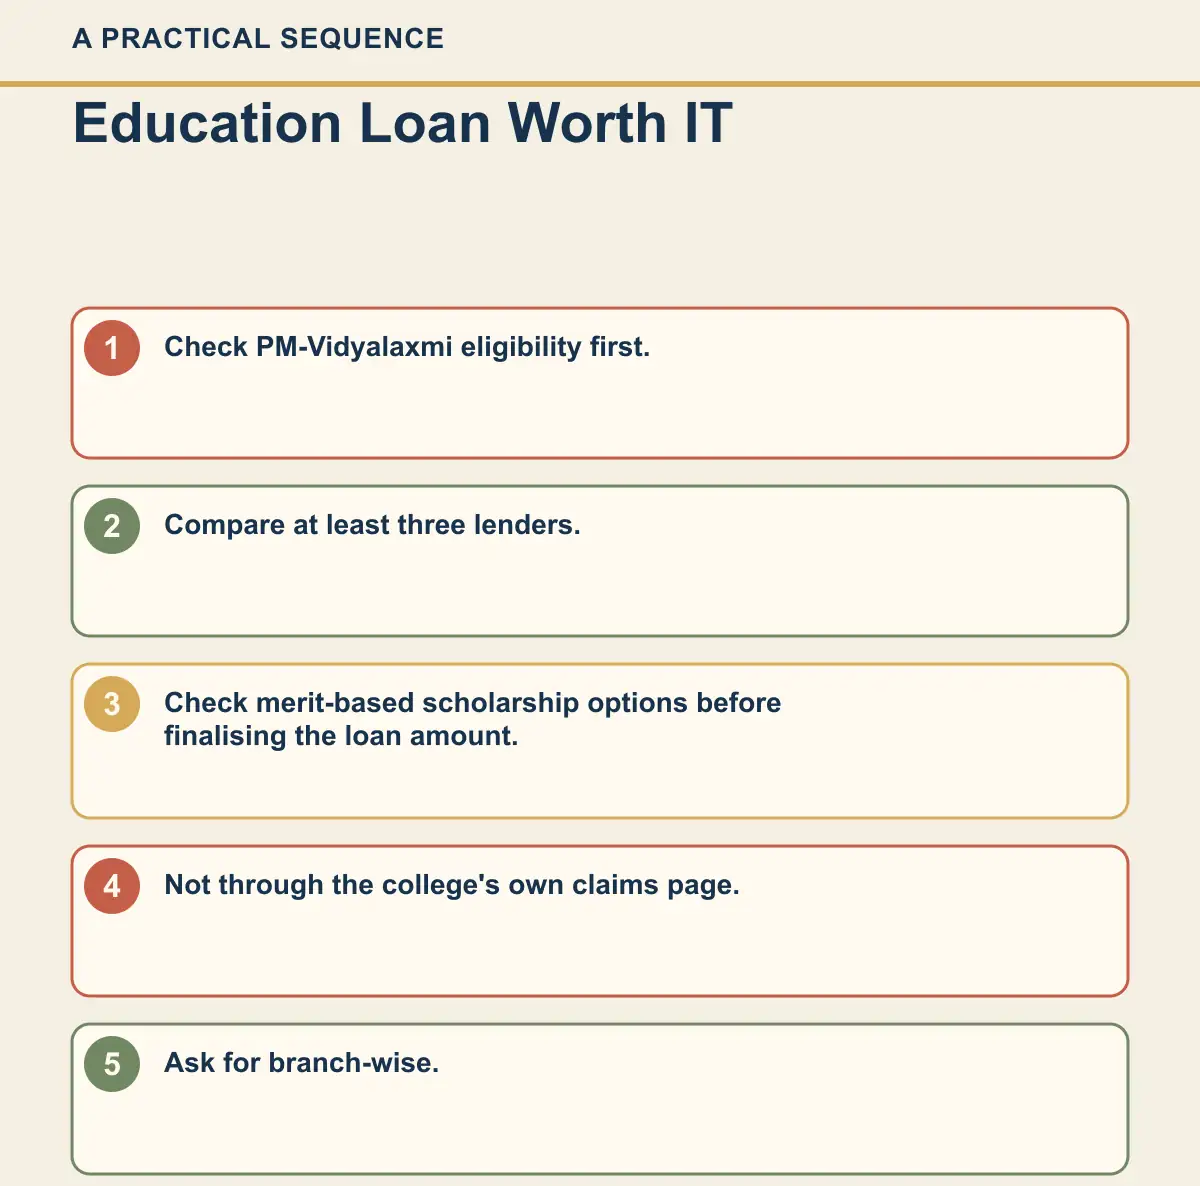 A PRACTICAL SEQUENCE
Education Loan Worth IT
1
Check PM-Vidyalaxmi eligibility first.
2
Compare at least three lenders.
3
Check merit-based scholarship options before
finalising the loan amount.
4
Not through the college's own claims page.
5
Ask for branch-wise.